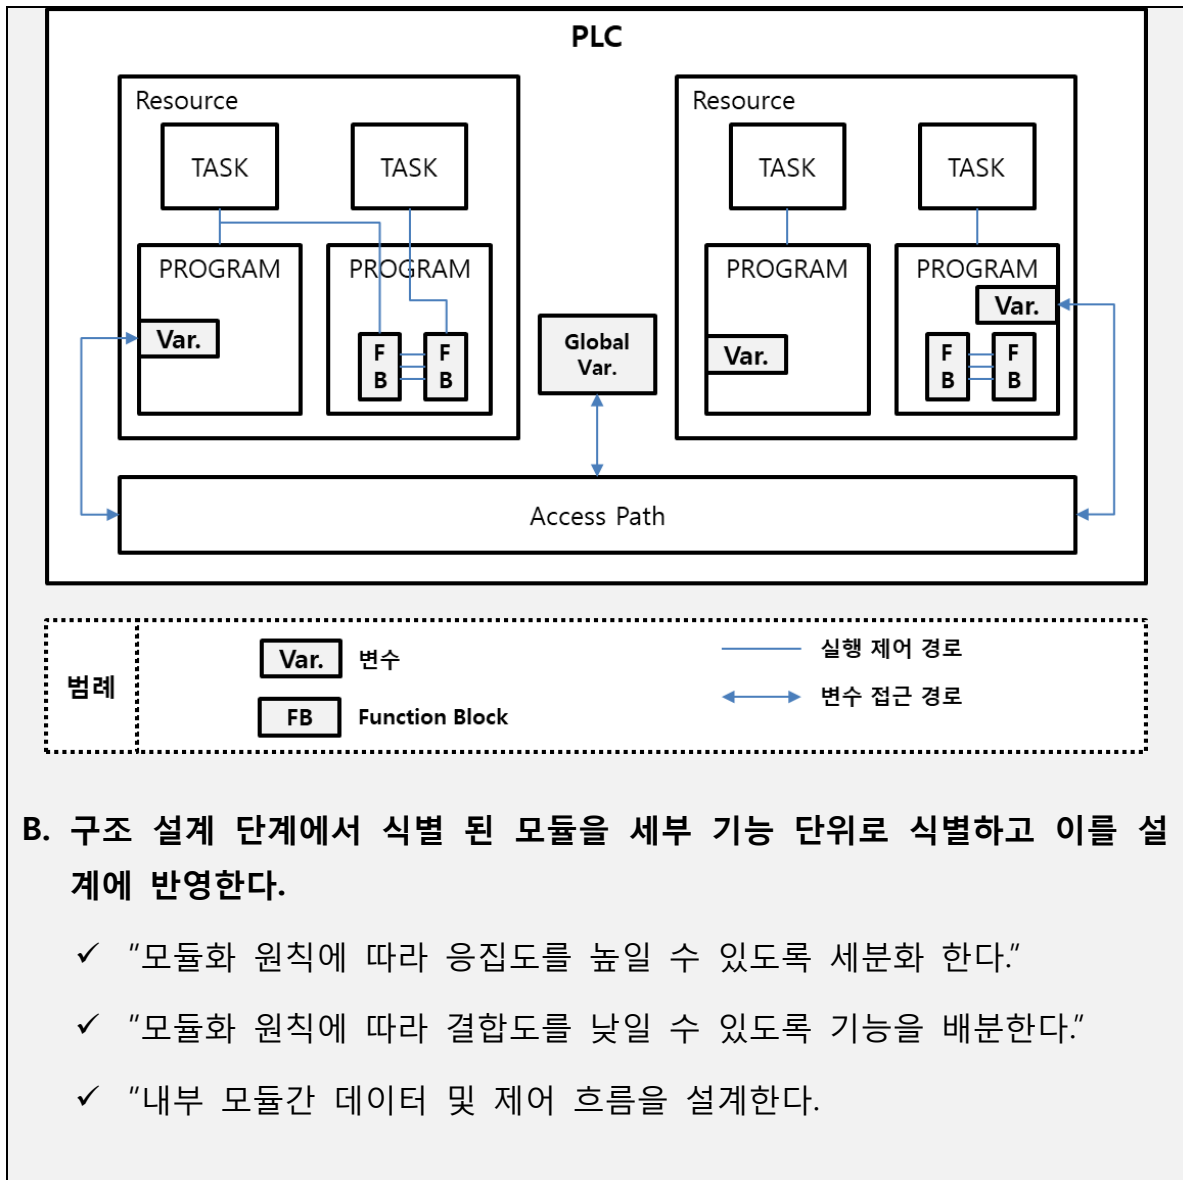 PLC
Resource
Resource
TASK
TASK
TASK
TASK
PROGRAM
PROGRAM
PROGRAM
PROGRAM
Var.
Var.
Var.
F
B
F
B
Global
Var.
F
B
F
B
Access Path
범례
Var.
변수
실행 제어 경로
FB
Function Block
변수 접근 경로
B. 구조 설계 단계에서 식별 된 모듈을 세부 기능 단위로 식별하고 이를 설
계에 반영한다.
✓ "모듈화 원칙에 따라 응집도를 높일 수 있도록 세분화 한다."
✓ "모듈화 원칙에 따라 결합도를 낮일 수 있도록 기능을 배분한다."
✓ "내부 모듈간 데이터 및 제어 흐름을 설계한다.